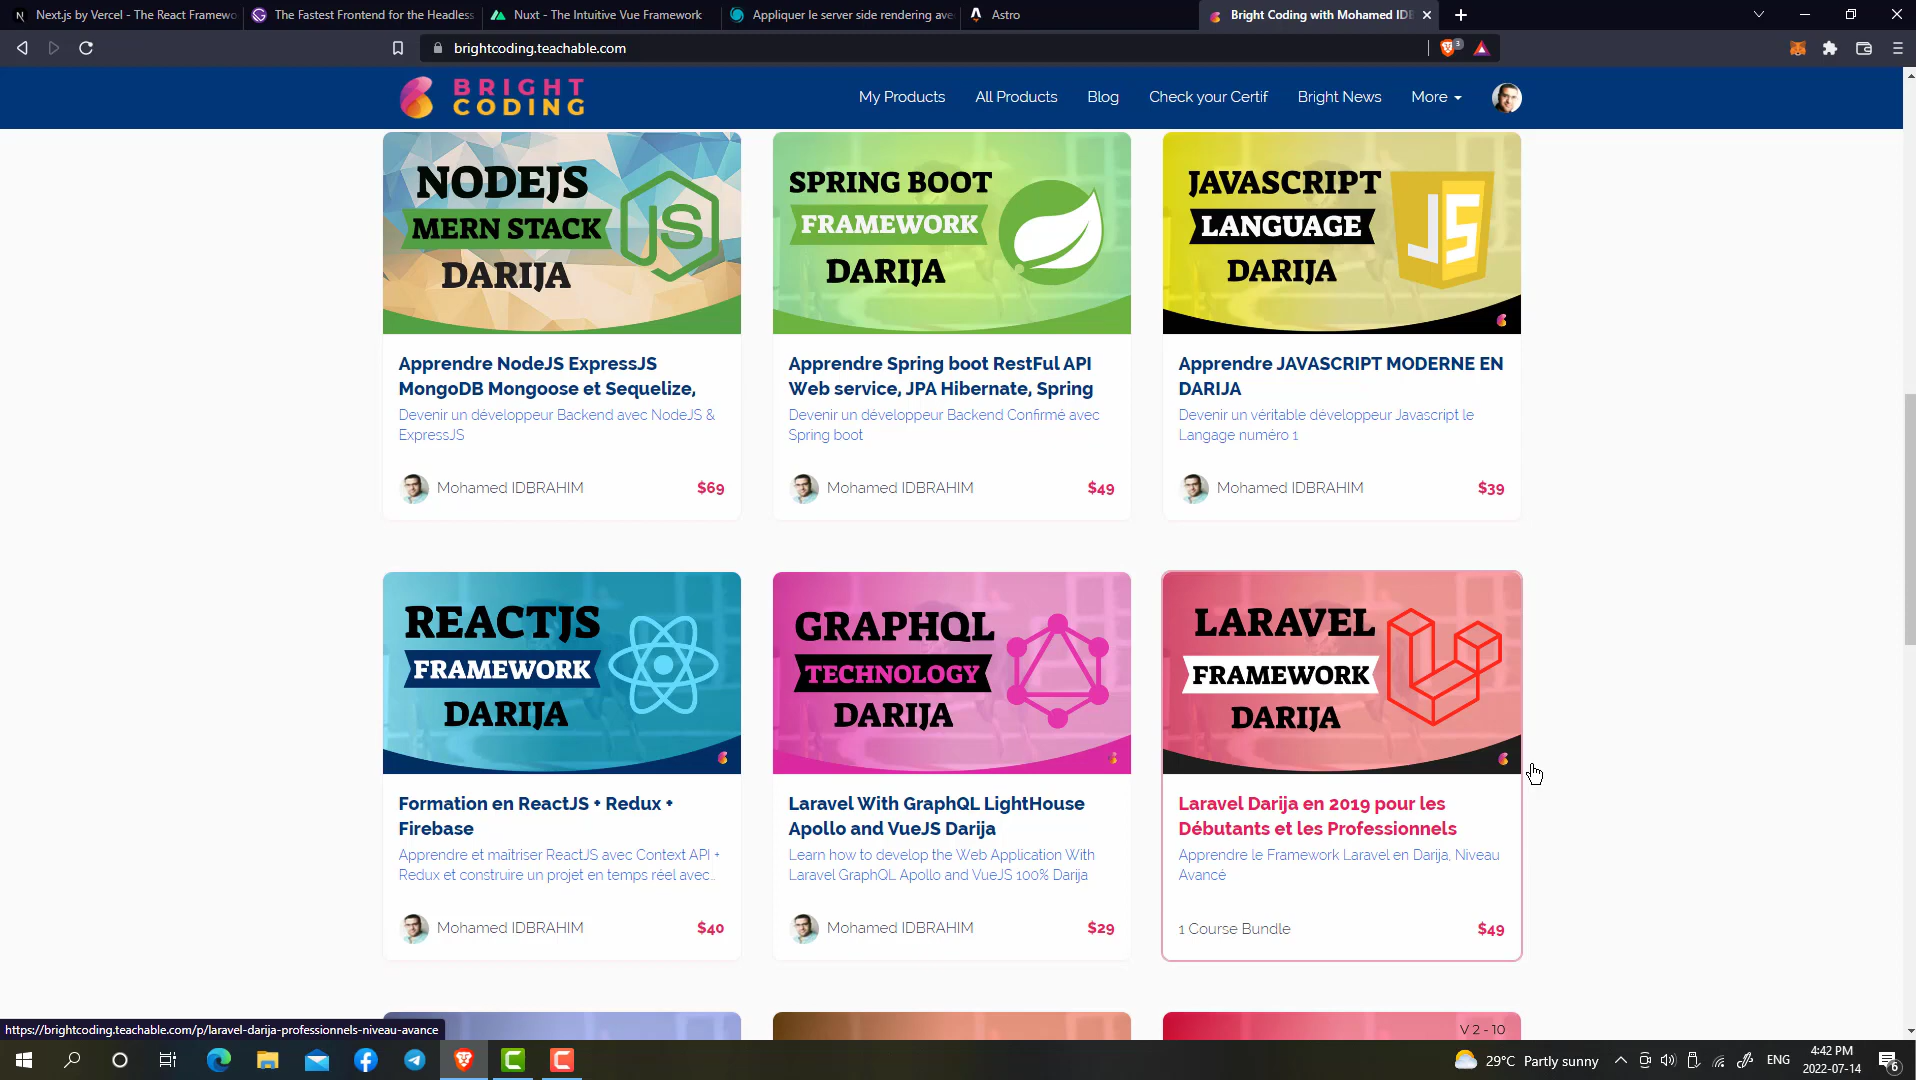 Next.js by Vercel - The React Framewo
The Fastest Frontend for the Headless
Nuxt - The Intuitive Vue Framework
Appliquer le server side rendering ave
Astro
Bright Coding with Mohamed IDB
brightcoding.teachable.com
3
BRIGHT
CODING
My Products
All Products
Blog
Check your Certif
Bright News
More
NODEJS
MERN STACK
DARIJA
JS
SPRING BOOT
FRAMEWORK
DARIJA
JAVASCRIPT
LANGUAGE
DARIJA
JS
Apprendre NodeJS ExpressJS
MongoDB Mongoose et Sequelize,
Devenir un développeur Backend avec NodeJS &
ExpressJS
Mohamed IDBRAHIM
$69
Apprendre Spring boot RestFul API
Web service, JPA Hibernate, Spring
Devenir un développeur Backend Confirmé avec
Spring boot
Mohamed IDBRAHIM
$49
Apprendre JAVASCRIPT MODERNE EN
DARIJA
Devenir un véritable développeur Javascript le
Langage numéro 1
Mohamed IDBRAHIM
$39
REACTJS
FRAMEWORK
DARIJA
GRAPHQL
TECHNOLOGY
DARIJA
LARAVEL
FRAMEWORK
DARIJA
Formation en ReactJS + Redux +
Firebase
Apprendre et maîtriser ReactJS avec Context API +
Redux et construire un projet en temps réel avec...
Mohamed IDBRAHIM
$40
Laravel With GraphQL LightHouse
Apollo and VueJS Darija
Learn how to develop the Web Application With
Laravel GraphQL Apollo and VueJS 100% Darija
Mohamed IDBRAHIM
$29
Laravel Darija en 2019 pour les
Débutants et les Professionnels
Apprendre le Framework Laravel en Darija, Niveau
Avancé
1 Course Bundle
$49
V 2 - 10
https://brightcoding.teachable.com/p/laravel-darija-professionnels-niveau-avance
29°C Partly sunny
ENG
4:42 PM
2022-07-14
6